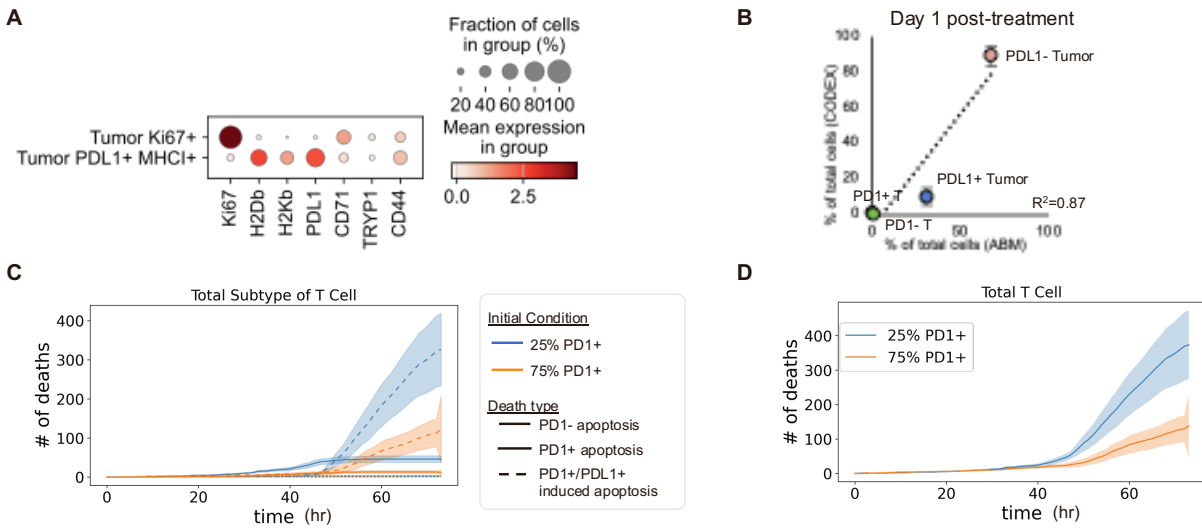 A
Fraction of cells
in group (%)
20 40 60 80100
Mean expression
in group
0.0 2.5
Tumor Ki67+
Tumor PDL1+ MHCI+
Ki67
H2Db
H2Kb
PDL1
CD71
TRYP1
CD44
B
Day 1 post-treatment
% of total cells (CODEX)
100
80
60
40
20
0
PDL1- Tumor
PDL1+ Tumor
PD1+ T
PD1- T
R²=0.87
0 50 100
% of total cells (ABM)
C
Total Subtype of T Cell
# of deaths
400
300
200
100
0
0 20 40 60
time (hr)
Initial Condition
25% PD1+
75% PD1+
Death type
PD1- apoptosis
PD1+ apoptosis
PD1+/PDL1+
induced apoptosis
D
Total T Cell
25% PD1+
75% PD1+
# of deaths
400
300
200
100
0
0 20 40 60
time (hr)